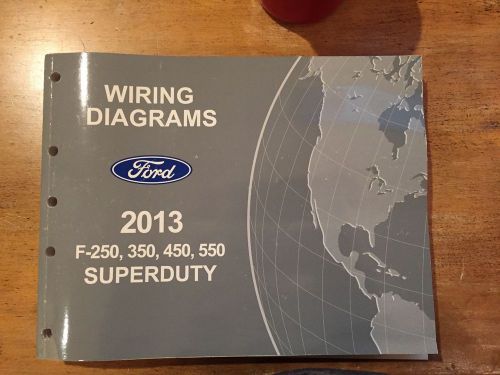 WIRING
DIAGRAMS
Ford
2013
F-250, 350, 450, 550
SUPERDUTY